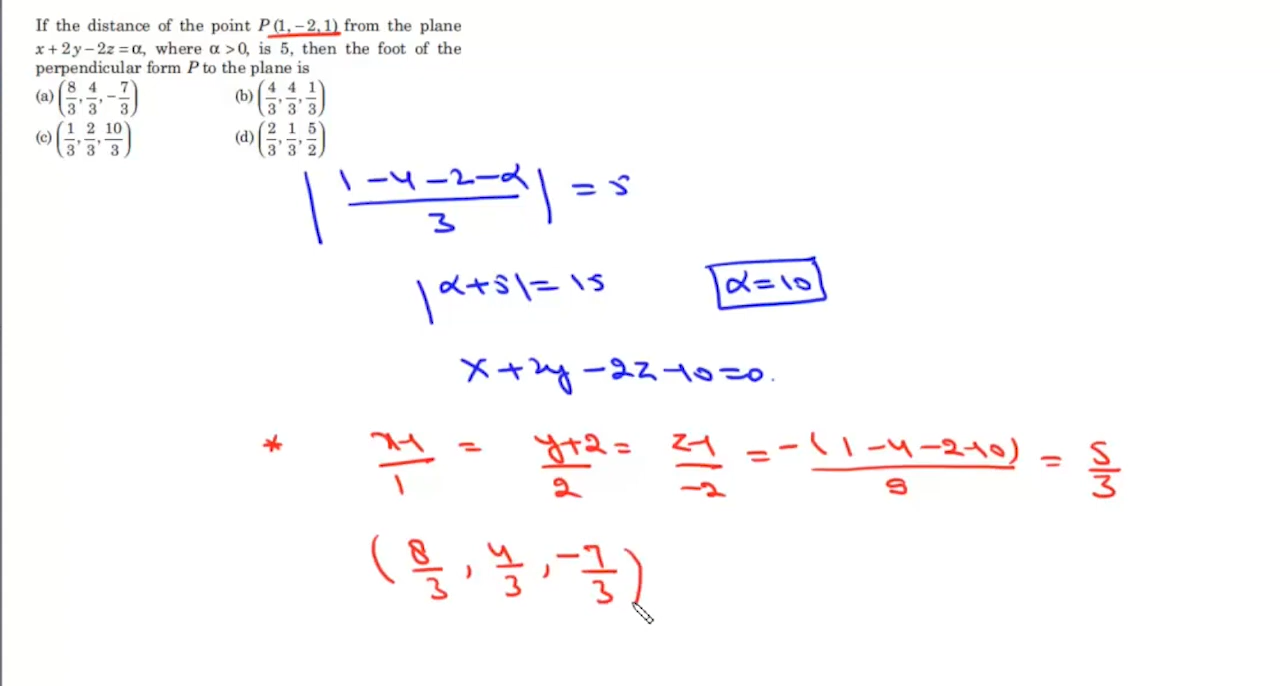 If the distance of the point P(1,−2,1) from the plane
x+2y−2z=α, where α>0, is 5, then the foot of the
perpendicular form P to the plane is
(a) (8/3, 4/3, −7/3) (b) (4/3, 4/3, 1/3)
(c) (1/3, 2/3, 10/3) (d) (2/3, 1/3, 5/2)
|(1−4−2−α)/3| = 5
|α+5| = 15 α=10
x+2y−2z−10=0.
* (x−1)/1 = (y+2)/2 = (z−1)/−2 = −(1−4−2−10)/9 = 5/3
(8/3, 4/3, −7/3)